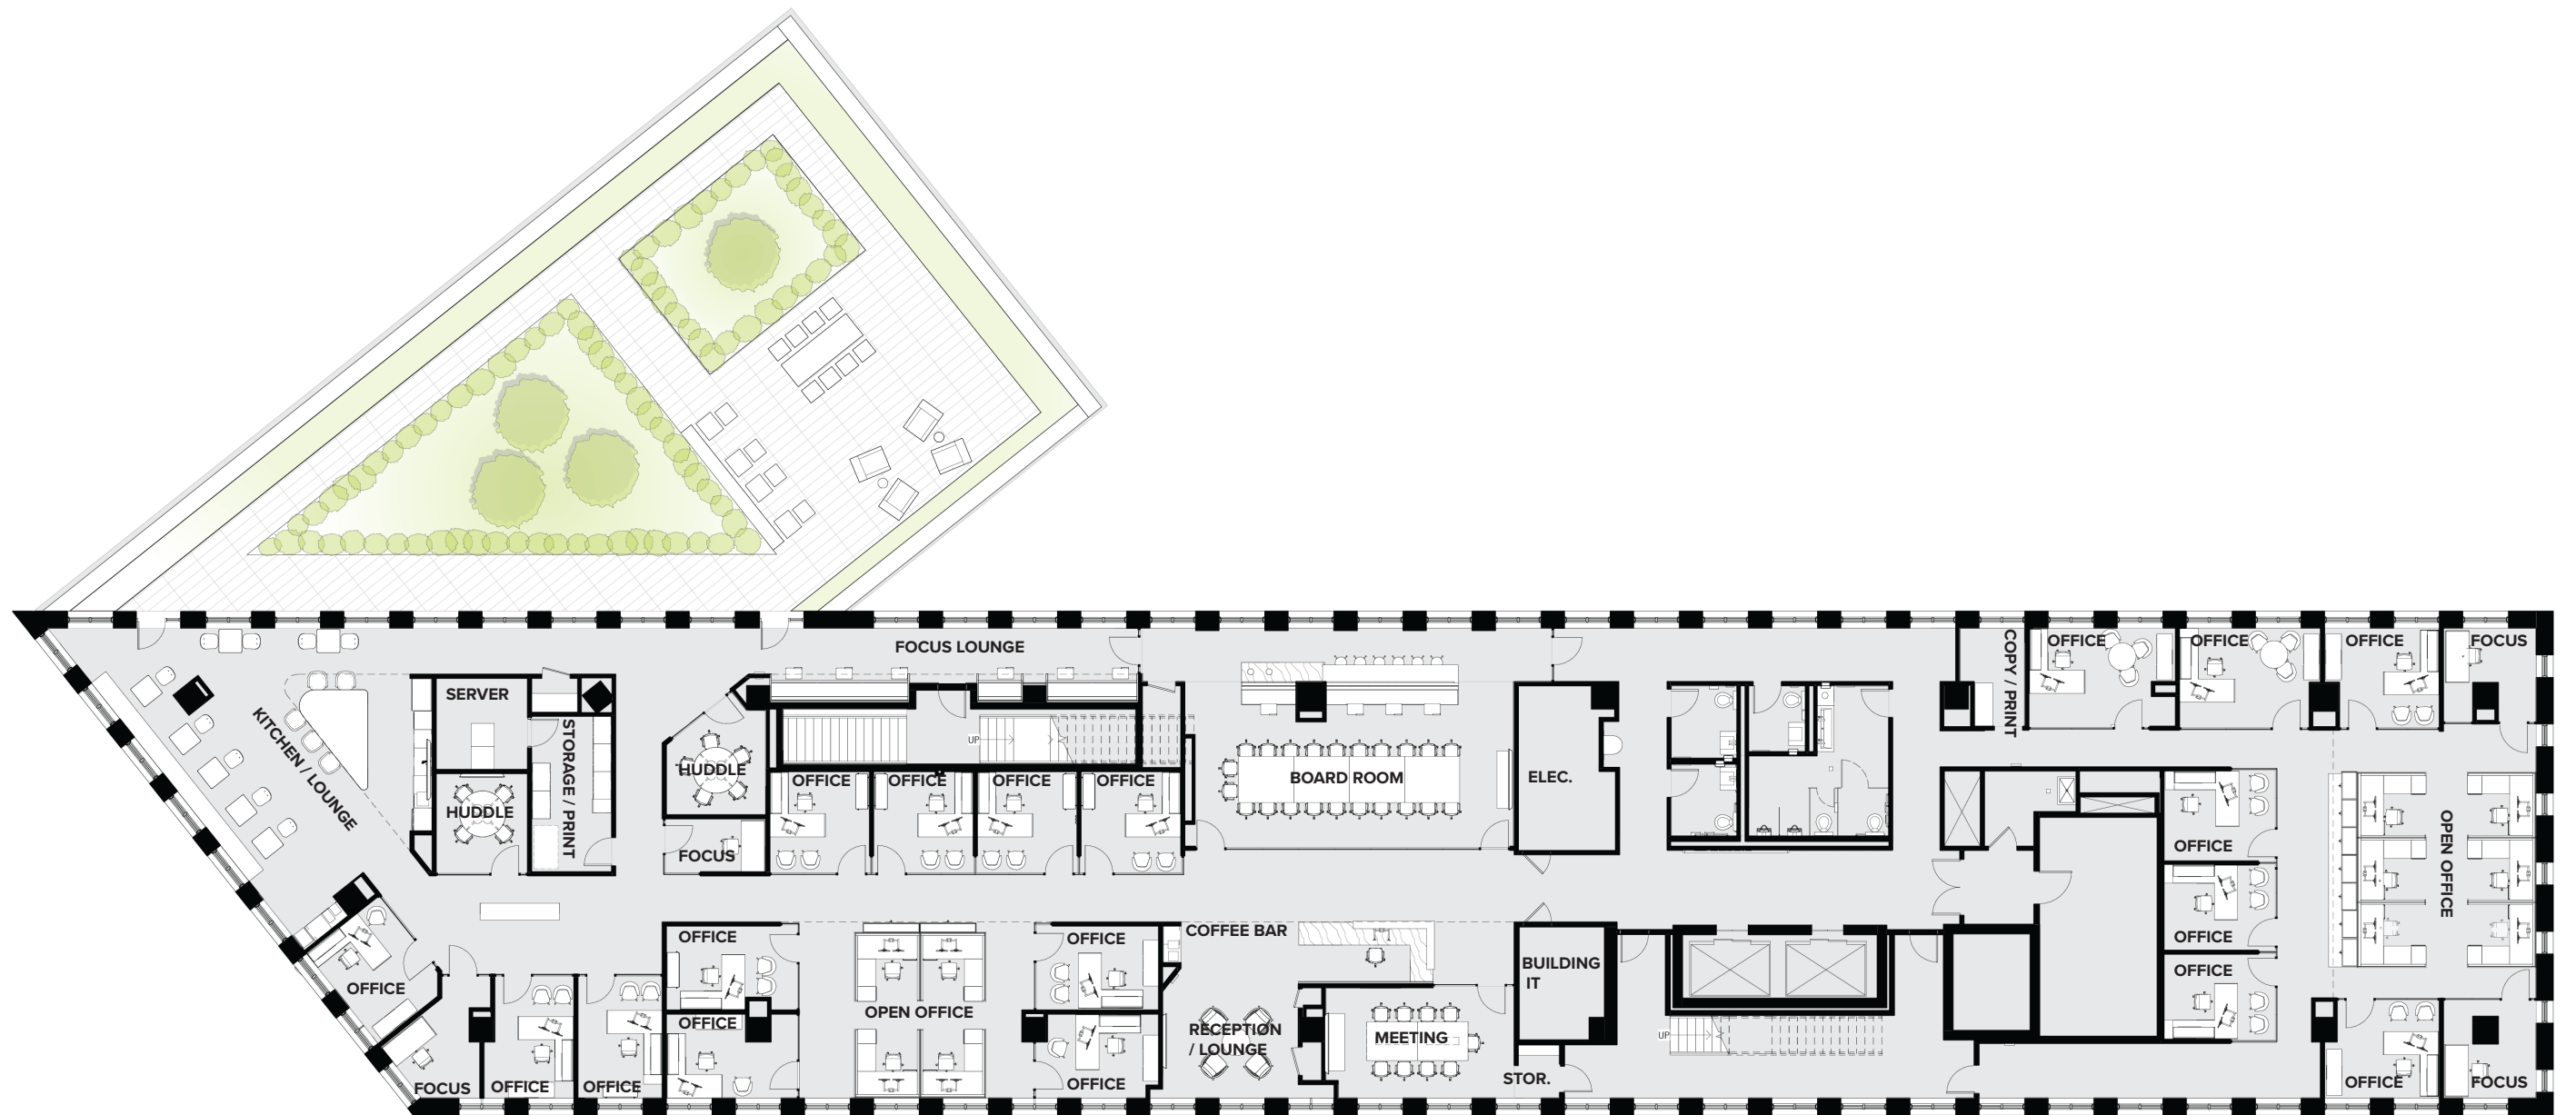 FOCUS LOUNGE
COPY / PRINT
OFFICE
OFFICE
OFFICE
FOCUS
SERVER
KITCHEN / LOUNGE
STORAGE / PRINT
HUDDLE
HUDDLE
UP
OFFICE
OFFICE
OFFICE
OFFICE
BOARD ROOM
ELEC.
FOCUS
OFFICE
OPEN OFFICE
OFFICE
COFFEE BAR
OFFICE
OFFICE
BUILDING
IT
OFFICE
OFFICE
OPEN OFFICE
OFFICE
RECEPTION
/ LOUNGE
MEETING
UP
STOR.
FOCUS
OFFICE
OFFICE
OFFICE
OFFICE
FOCUS